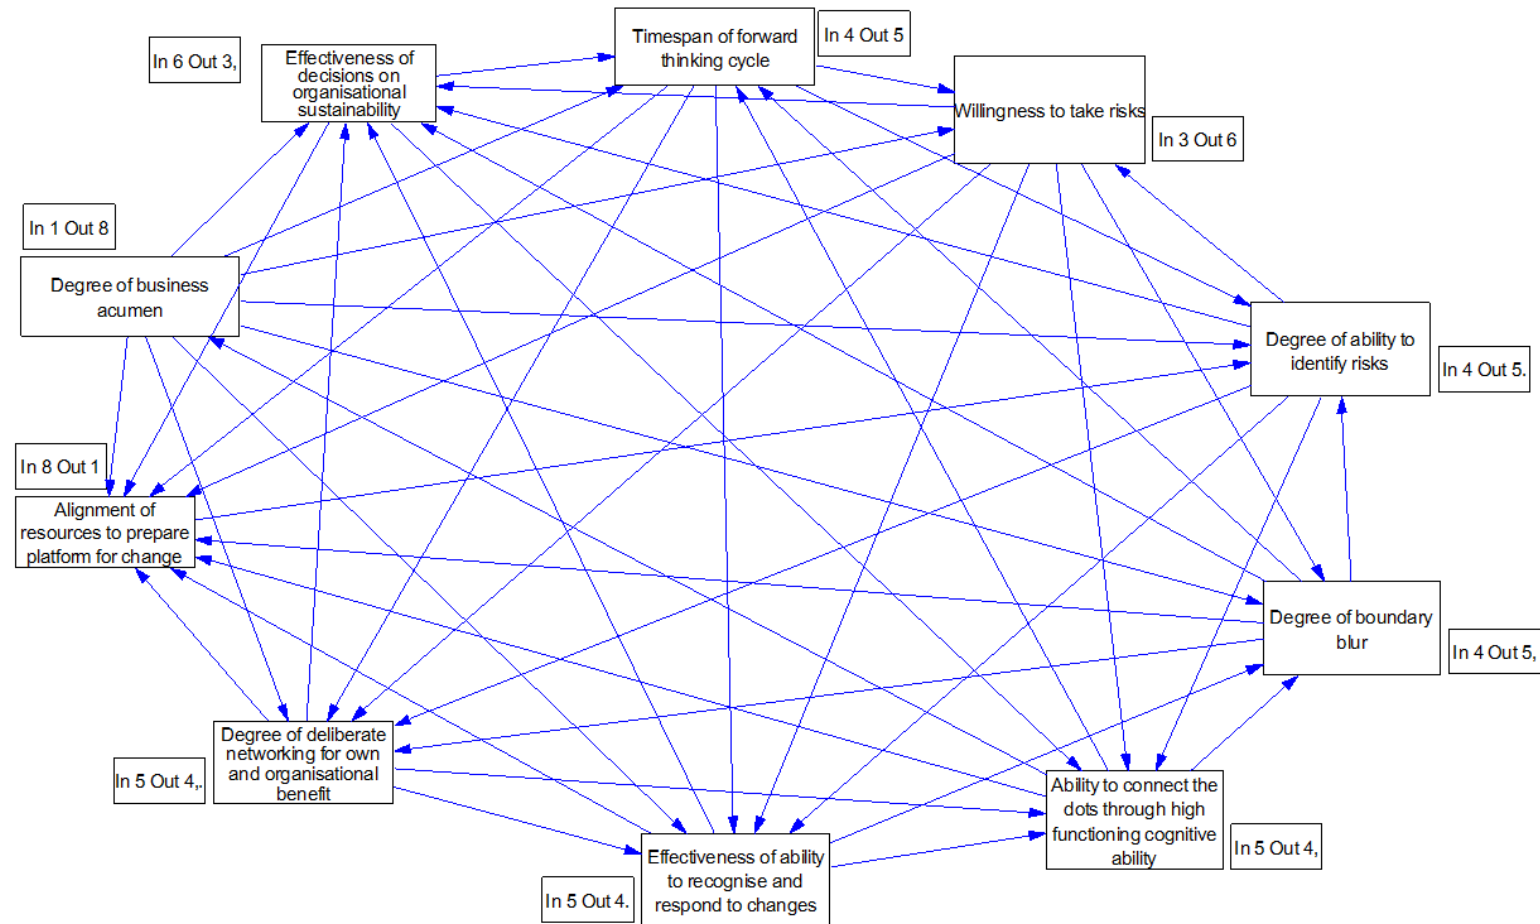 Timespan of forward
thinking cycle
In 4 Out 5
In 6 Out 3,
Effectiveness of
decisions on
organisational
sustainability
Willingness to take risks
In 3 Out 6
In 1 Out 8
Degree of business
acumen
Degree of ability to
identify risks
In 4 Out 5.
In 8 Out 1
Alignment of
resources to prepare
platform for change
Degree of boundary
blur
In 4 Out 5,
Degree of deliberate
networking for own
and organisational
benefit
In 5 Out 4,.
Ability to connect the
dots through high
functioning cognitive
ability
In 5 Out 4,
Effectiveness of ability
to recognise and
respond to changes
In 5 Out 4.